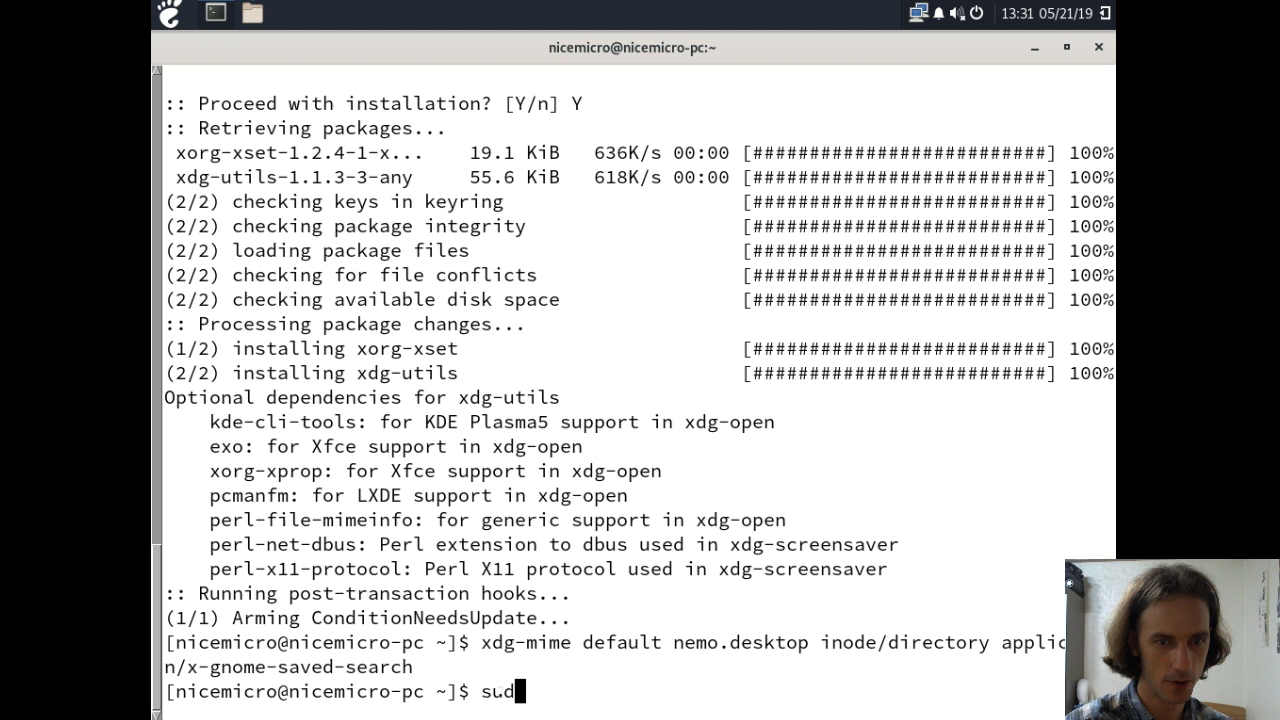 13:31 05/21/19
nicemicro@nicemicro-pc:~
:: Proceed with installation? [Y/n] Y
:: Retrieving packages...
xorg-xset-1.2.4-1-x... 19.1 KiB 636K/s 00:00 [##########################] 100%
xdg-utils-1.1.3-3-any 55.6 KiB 618K/s 00:00 [##########################] 100%
(2/2) checking keys in keyring [##########################] 100%
(2/2) checking package integrity [##########################] 100%
(2/2) loading package files [##########################] 100%
(2/2) checking for file conflicts [##########################] 100%
(2/2) checking available disk space [##########################] 100%
:: Processing package changes...
(1/2) installing xorg-xset [##########################] 100%
(2/2) installing xdg-utils [##########################] 100%
Optional dependencies for xdg-utils
kde-cli-tools: for KDE Plasma5 support in xdg-open
exo: for Xfce support in xdg-open
xorg-xprop: for Xfce support in xdg-open
pcmanfm: for LXDE support in xdg-open
perl-file-mimeinfo: for generic support in xdg-open
perl-net-dbus: Perl extension to dbus used in xdg-screensaver
perl-x11-protocol: Perl X11 protocol used in xdg-screensaver
:: Running post-transaction hooks...
(1/1) Arming ConditionNeedsUpdate...
[nicemicro@nicemicro-pc ~]$ xdg-mime default nemo.desktop inode/directory applic
n/x-gnome-saved-search
[nicemicro@nicemicro-pc ~]$ sud